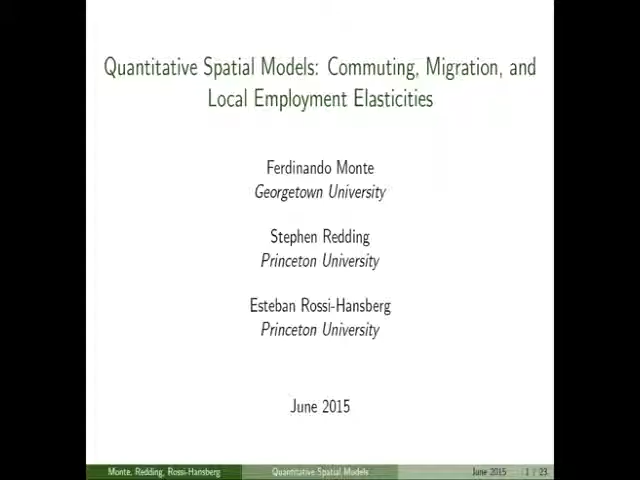 Quantitative Spatial Models: Commuting, Migration, and
Local Employment Elasticities
Ferdinando Monte
Georgetown University
Stephen Redding
Princeton University
Esteban Rossi-Hansberg
Princeton University
June 2015
Monte, Redding, Rossi-Hansberg Quantitative Spatial Models June 2015 1 / 23